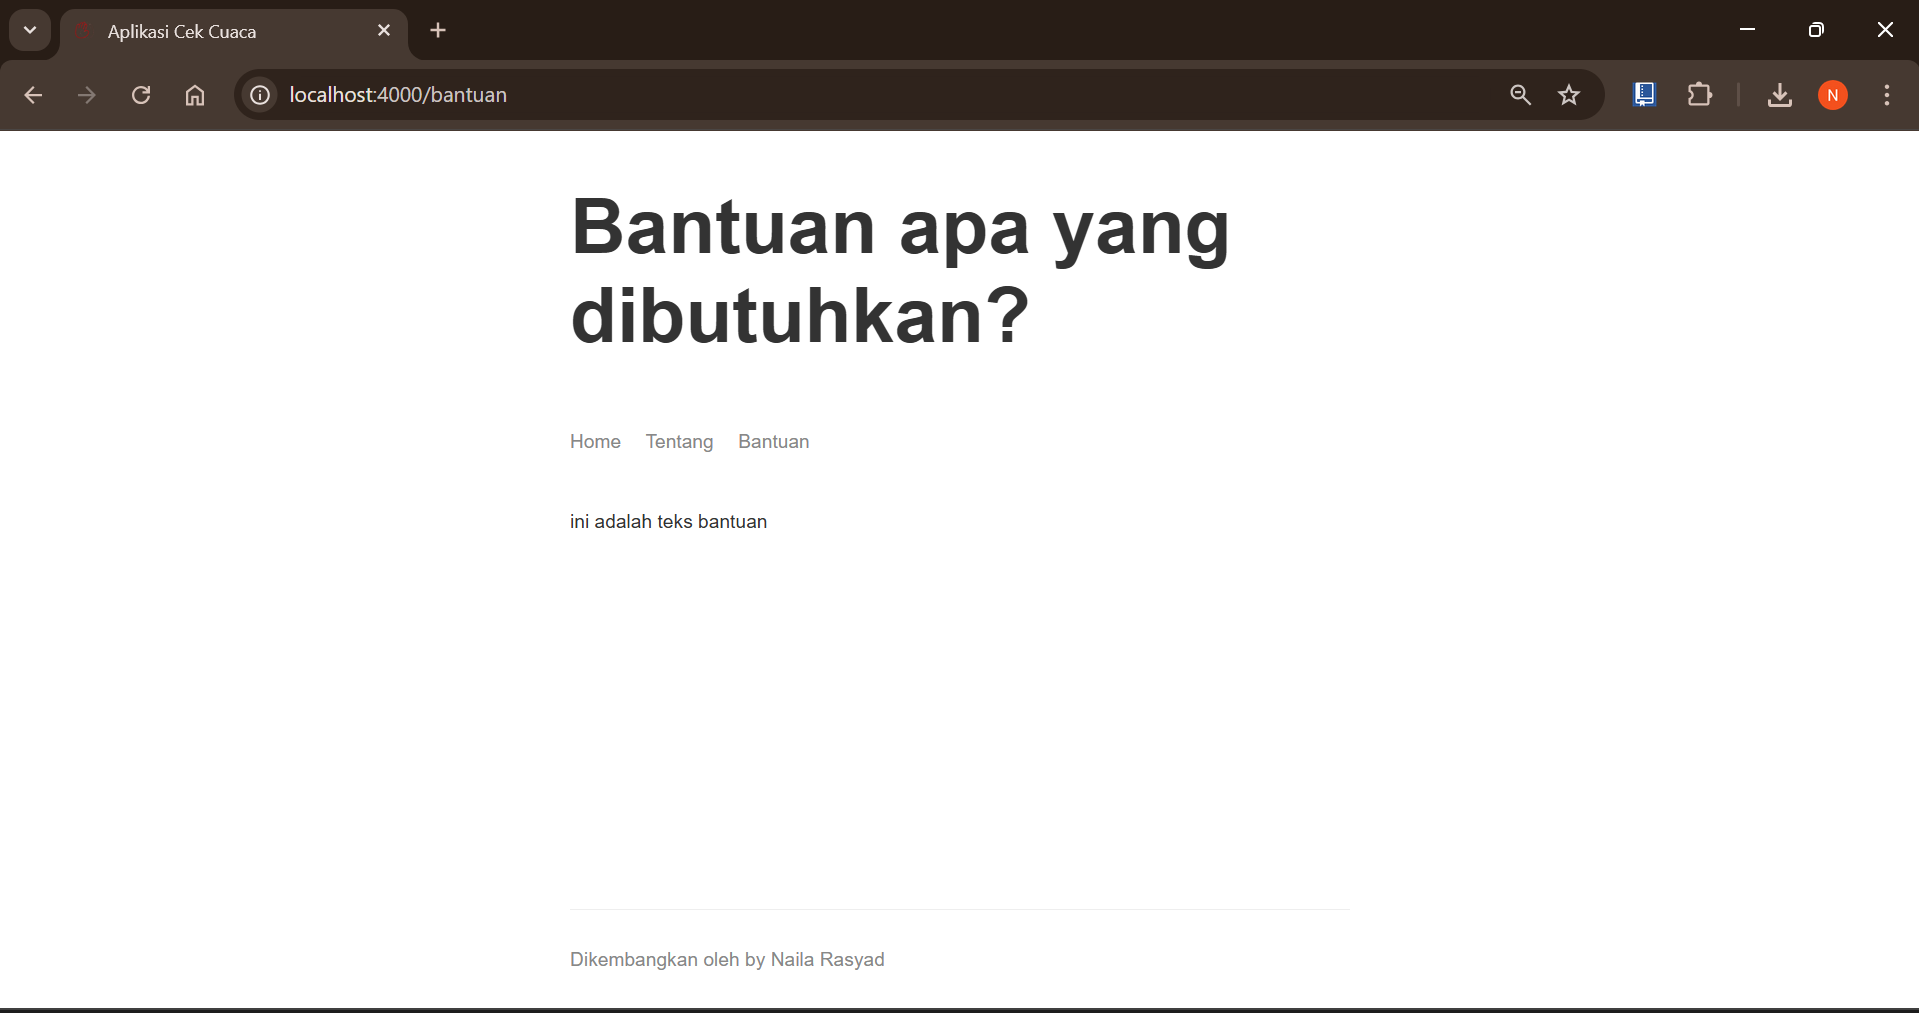 Aplikasi Cek Cuaca
localhost:4000/bantuan
N
Bantuan apa yang
dibutuhkan?
Home Tentang Bantuan
ini adalah teks bantuan
Dikembangkan oleh by Naila Rasyad